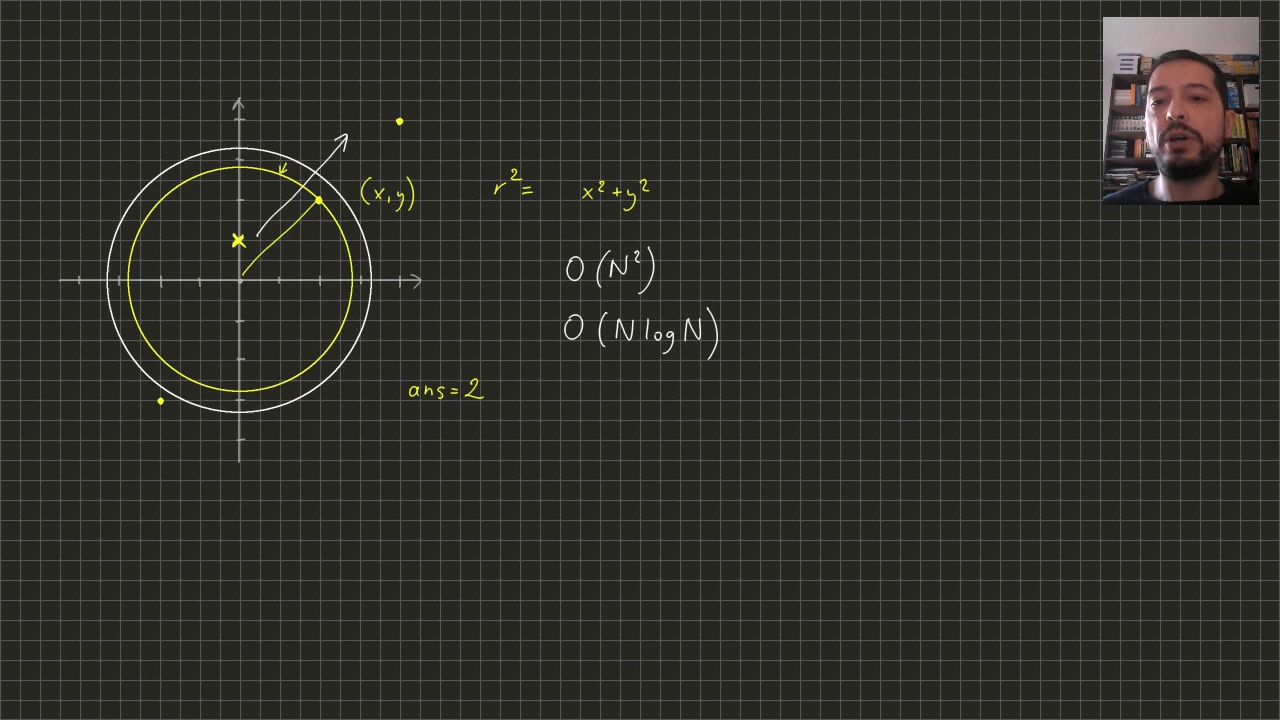 (x, y)
r² = x² + y²
O (N²)
O (N log N)
ans = 2